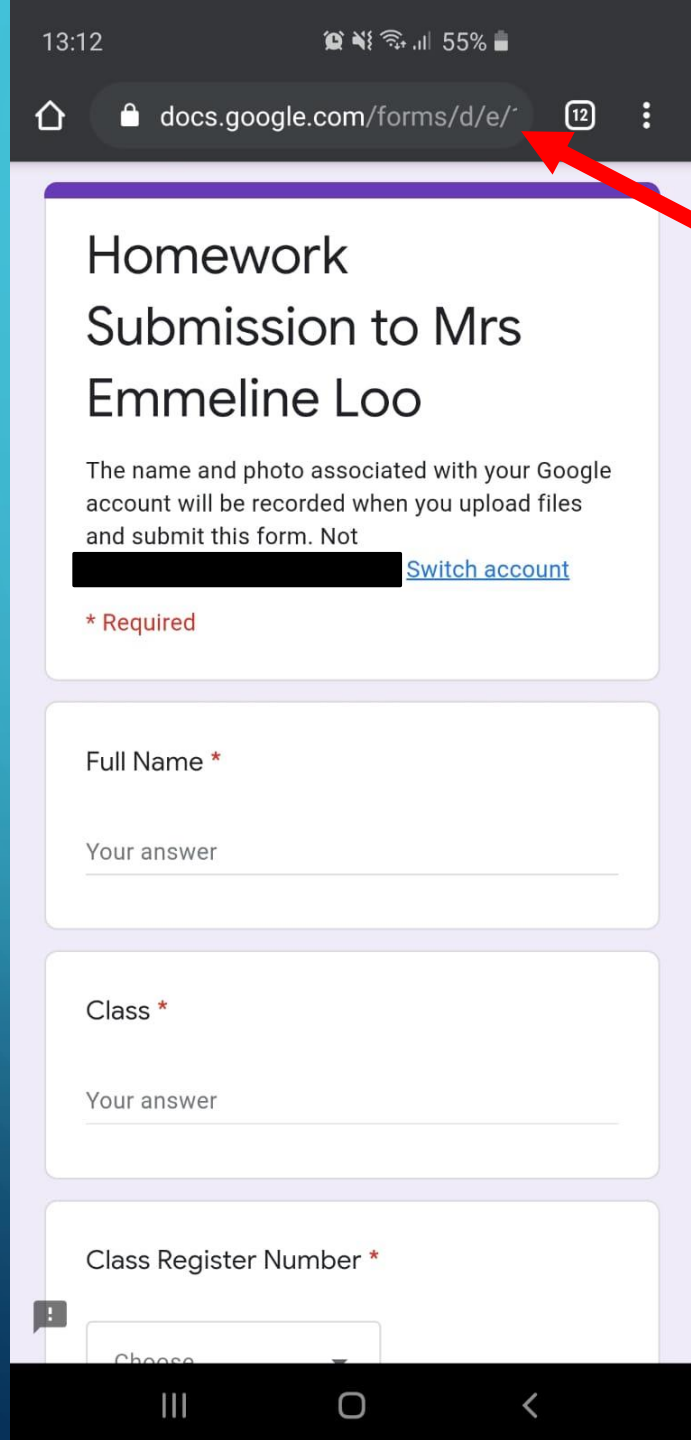 13:12
55%
docs.google.com/forms/d/e/1
12
Homework
Submission to Mrs
Emmeline Loo
The name and photo associated with your Google
account will be recorded when you upload files
and submit this form. Not
Switch account
* Required
Full Name *
Your answer
Class *
Your answer
Class Register Number *
Choose